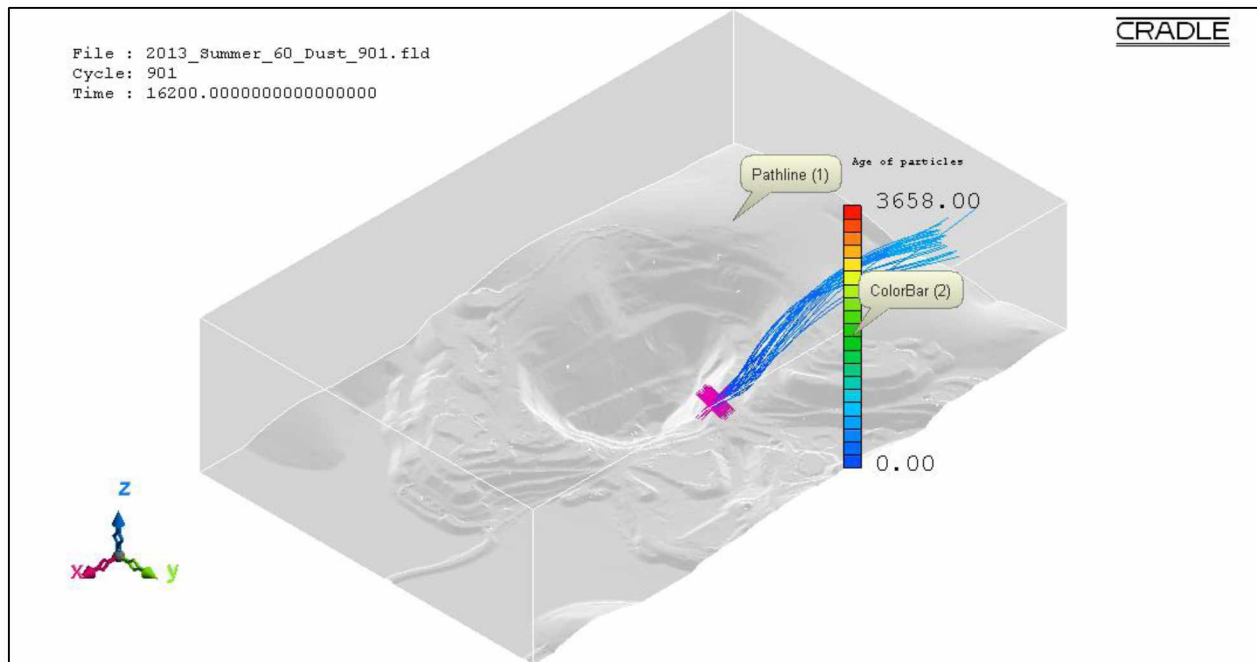 CRADLE
File : 2013_Summer_60_Dust_901.fld
Cycle: 901
Time : 16200.0000000000000000
Age of particles
Pathline (1)
3658.00
ColorBar (2)
0.00
z
x
y